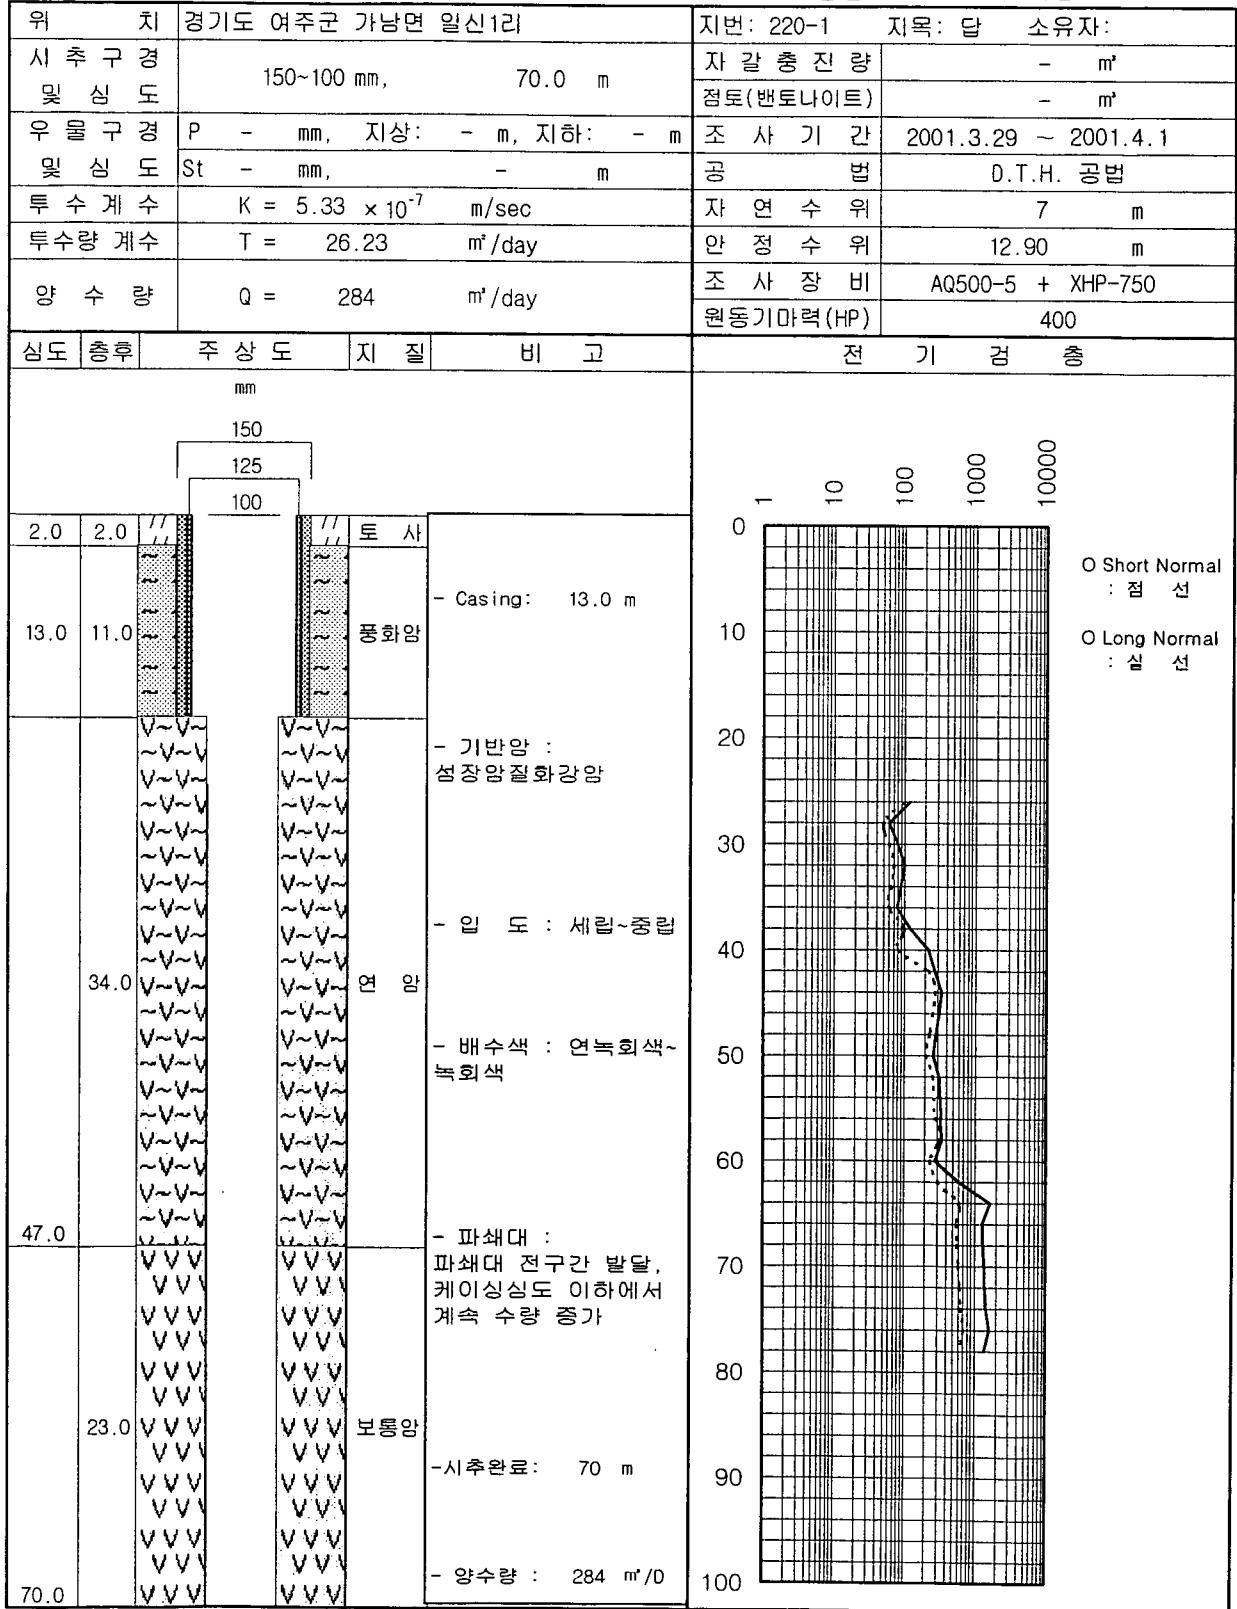 위 치 경기도 여주군 가남면 일신1리 지번: 220-1 지목: 답 소유자:
시 추 구 경 및 심 도 150~100 mm, 70.0 m
자 갈 충 진 량 - ㎥
점토(밴토나이트) - ㎥
우 물 구 경 및 심 도 P - mm, 지상: - m, 지하: - m
St - mm, - m
조 사 기 간 2001.3.29 ~ 2001.4.1
공 법 D.T.H. 공법
투 수 계 수 K = 5.33 ×10⁻⁷ m/sec
자 연 수 위 7 m
투수량 계수 T = 26.23 ㎡/day
안 정 수 위 12.90 m
양 수 량 Q = 284 ㎥/day
조 사 장 비 AQ500-5 + XHP-750
원동기마력(HP) 400
심도 층후 주 상 도 지 질 비 고 전 기 검 층
mm
150
125
100
2.0 2.0 토 사
- Casing: 13.0 m
13.0 11.0 풍화암
- 기반암 :
섬장암질화강암
- 입 도 : 세립~중립
34.0 연 암
- 배수색 : 연녹회색~
녹회색
47.0
- 파쇄대 :
파쇄대 전구간 발달,
케이싱심도 이하에서
계속 수량 증가
23.0 보통암
-시추완료: 70 m
- 양수량 : 284 ㎥/D
70.0
1 10 100 1000 10000
0
10
20
30
40
50
60
70
80
90
100
O Short Normal
: 점 선
O Long Normal
: 실 선